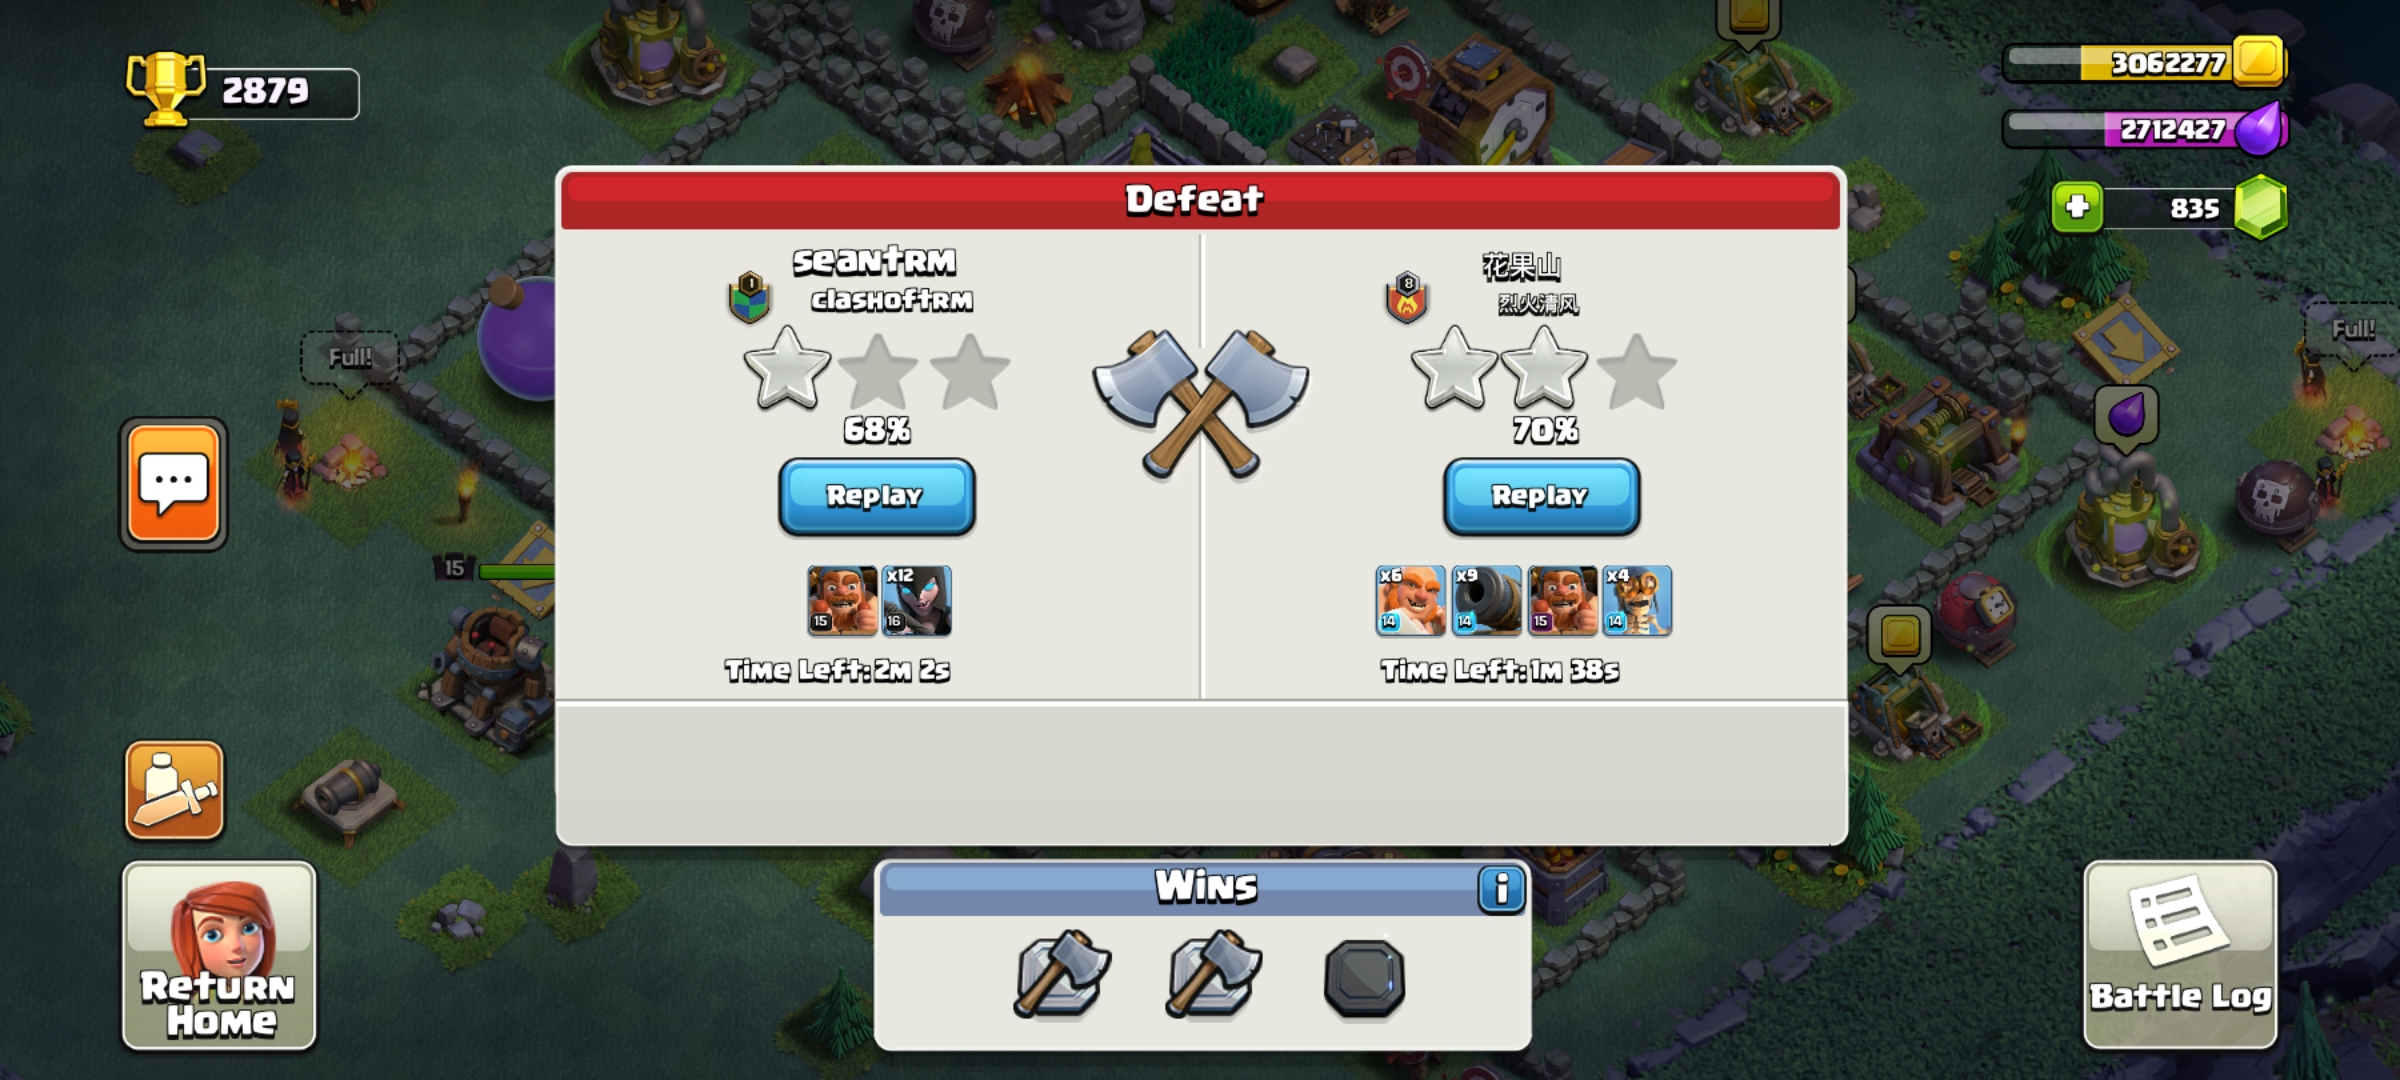 2879
3062277
2712427
835
Defeat
seantrm
clashoftrm
1
68%
Replay
x12
15
16
Time Left: 2m 2s
花果山
烈火清风
8
70%
Replay
x6
x9
x4
14
14
15
14
Time Left: 1m 38s
Full!
Full!
15
Wins
i
Return
Home
Battle Log